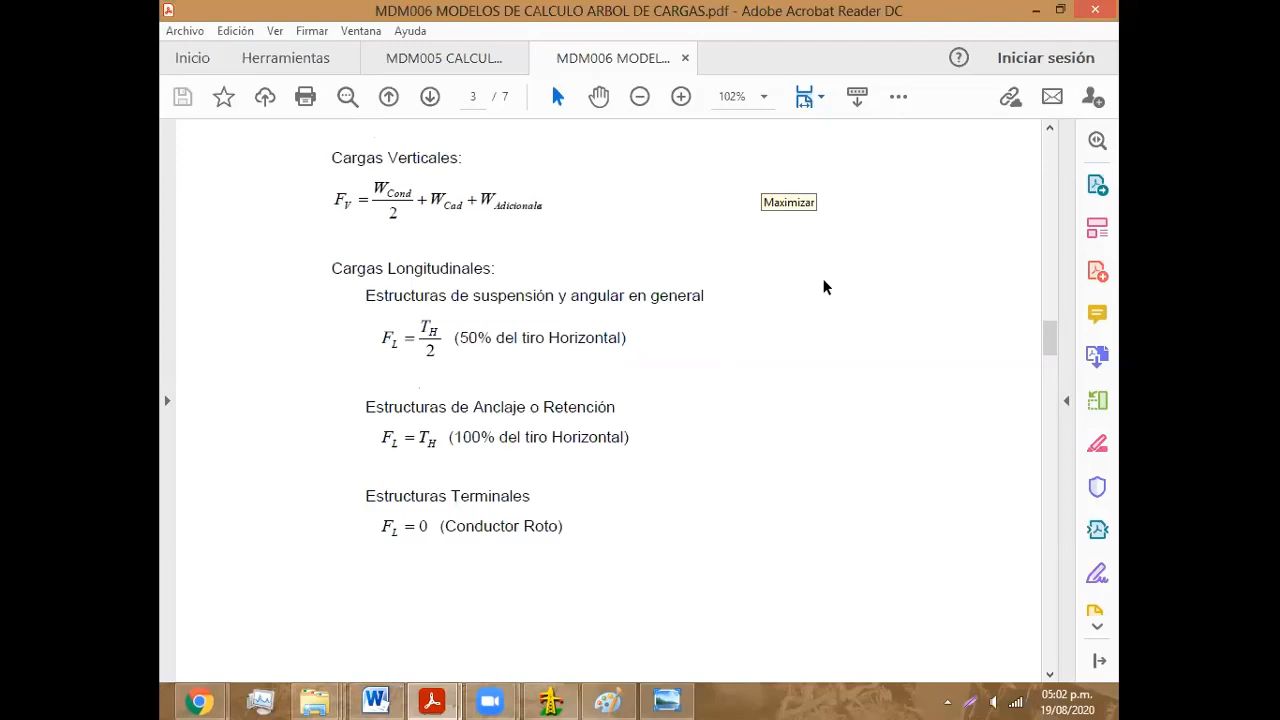 MDM006 MODELOS DE CALCULO ARBOL DE CARGAS.pdf - Adobe Acrobat Reader DC
Archivo Edición Ver Firmar Ventana Ayuda
Inicio Herramientas MDM005 CALCUL... MDM006 MODEL... × Iniciar sesión
3 / 7 102%
Cargas Verticales:
F_V = W_Cond / 2 + W_Cad + W_Adicionale
Maximizar
Cargas Longitudinales:
Estructuras de suspensión y angular en general
F_L = T_H / 2 (50% del tiro Horizontal)
Estructuras de Anclaje o Retención
F_L = T_H (100% del tiro Horizontal)
Estructuras Terminales
F_L = 0 (Conductor Roto)
05:02 p.m.
19/08/2020